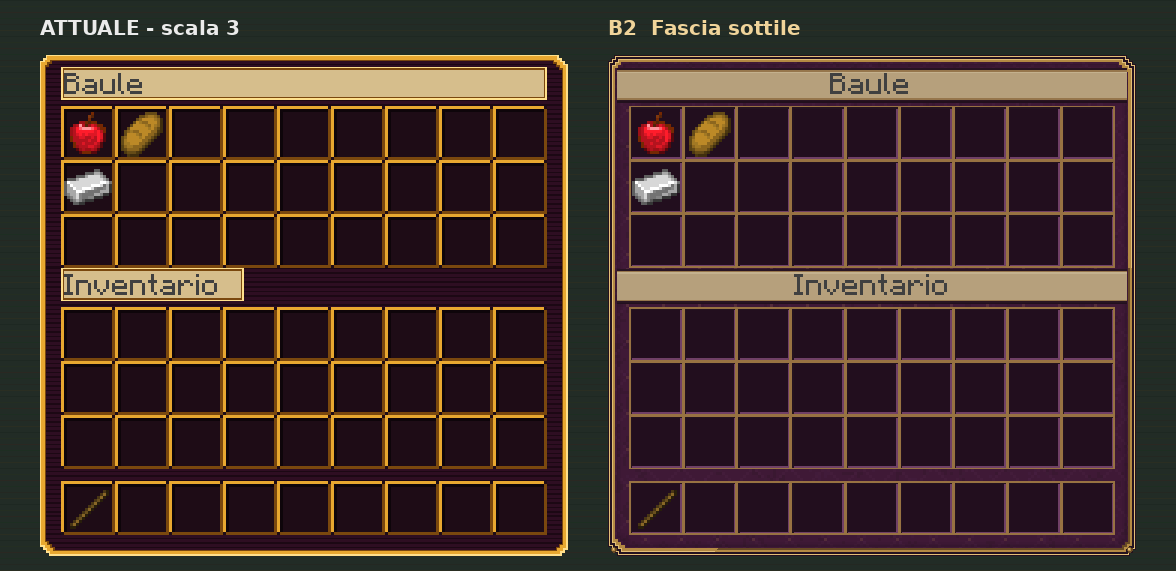 ATTUALE - scala 3
B2 Fascia sottile
Baule
Baule
Inventario
Inventario